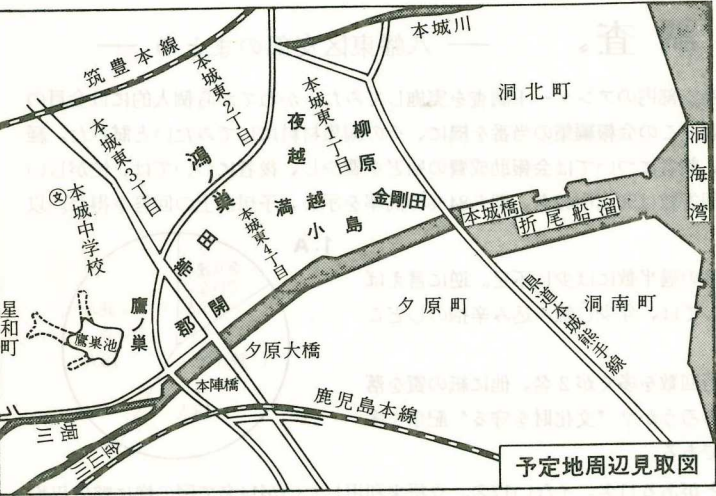 本城川
筑豊本線
洞北町
洞海湾
本城東2丁目
本城東1丁目
本城東3丁目
本城東4丁目
夜越
柳原
鴻ノ巣
満越
小島
金剛田
本城橋
折尾船溜
文
本城中学校
帯田
鷹ノ巣
開
郡
星和町
鷹巣池
夕原町
県道本城熊手線
洞南町
夕原大橋
本陣橋
鹿児島本線
堀川
金山川
予定地周辺見取図